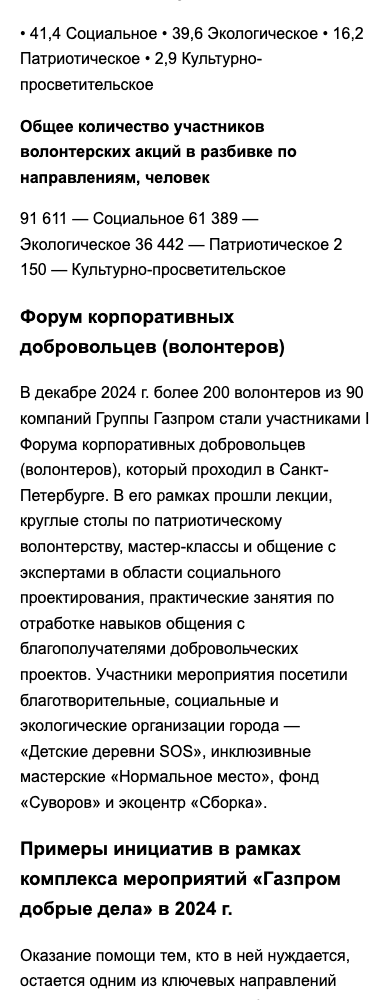 • 41,4 Социальное • 39,6 Экологическое • 16,2
Патриотическое • 2,9 Культурно-
просветительское
Общее количество участников
волонтерских акций в разбивке по
направлениям, человек
91 611 — Социальное 61 389 —
Экологическое 36 442 — Патриотическое 2
150 — Культурно-просветительское
Форум корпоративных
добровольцев (волонтеров)
В декабре 2024 г. более 200 волонтеров из 90
компаний Группы Газпром стали участниками I
Форума корпоративных добровольцев
(волонтеров), который проходил в Санкт-
Петербурге. В его рамках прошли лекции,
круглые столы по патриотическому
волонтерству, мастер-классы и общение с
экспертами в области социального
проектирования, практические занятия по
отработке навыков общения с
благополучателями добровольческих
проектов. Участники мероприятия посетили
благотворительные, социальные и
экологические организации города —
«Детские деревни SOS», инклюзивные
мастерские «Нормальное место», фонд
«Суворов» и экоцентр «Сборка».
Примеры инициатив в рамках
комплекса мероприятий «Газпром
добрые дела» в 2024 г.
Оказание помощи тем, кто в ней нуждается,
остается одним из ключевых направлений